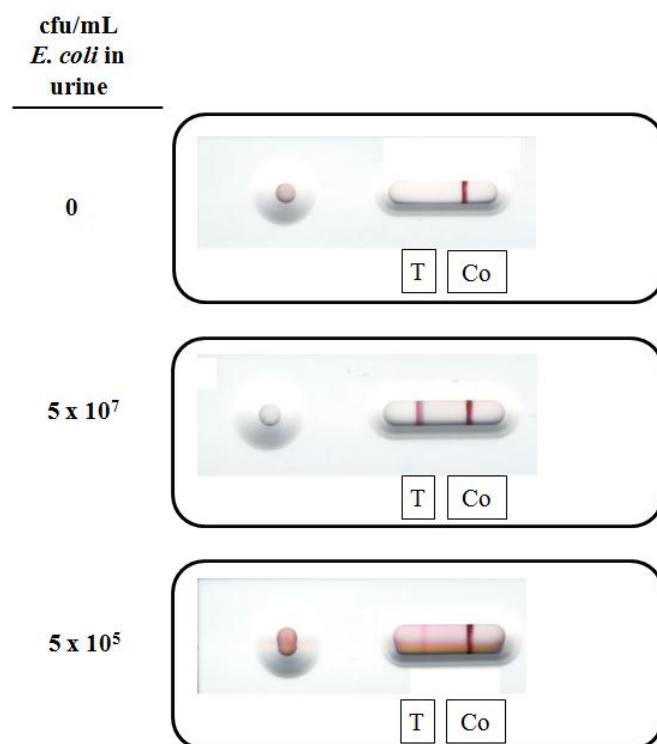 cfu/mL
E. coli in
urine
0
T Co
5 x 10⁷
T Co
5 x 10⁵
T Co